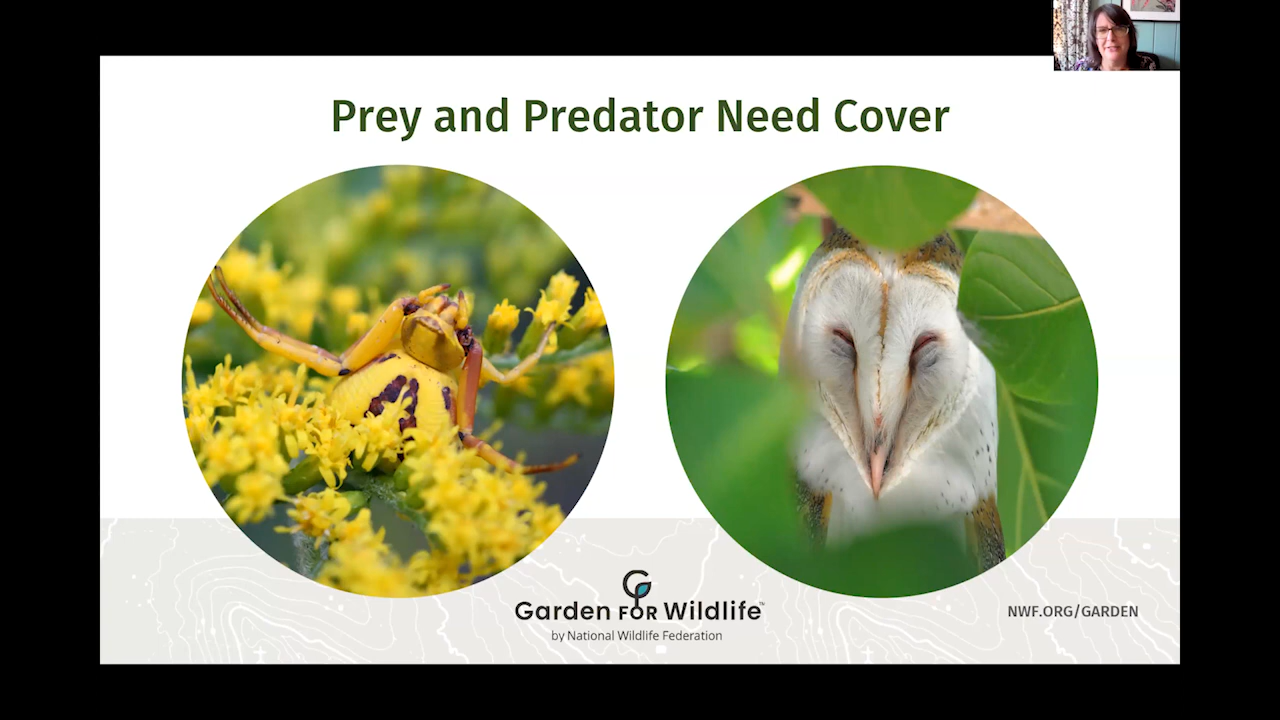 Prey and Predator Need Cover
Garden FOR Wildlife™
by National Wildlife Federation
NWF.ORG/GARDEN